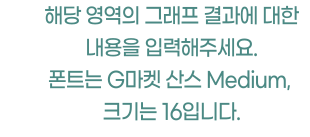 해당 영역의 그래프 결과에 대한
내용을 입력해주세요.
폰트는 G마켓 산스 Medium,
크기는 16입니다.